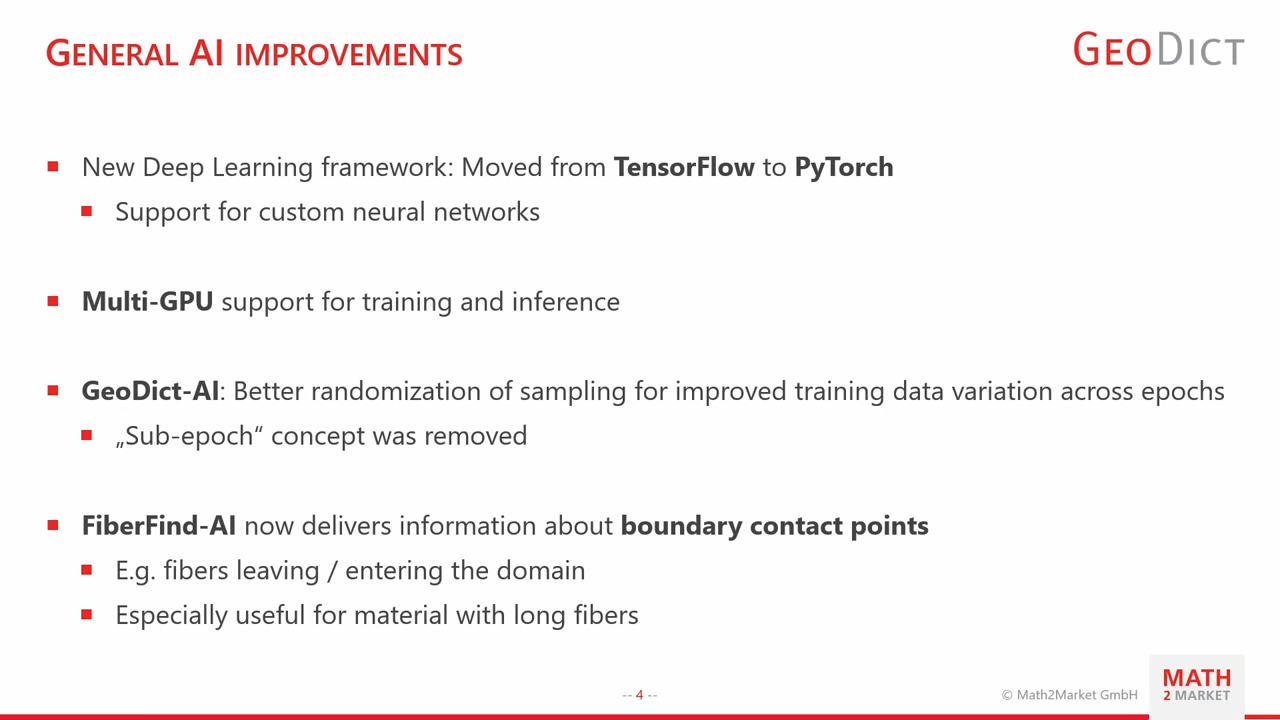 GENERAL AI IMPROVEMENTS
GEODICT
▪ New Deep Learning framework: Moved from TensorFlow to PyTorch
▪ Support for custom neural networks
▪ Multi-GPU support for training and inference
▪ GeoDict-AI: Better randomization of sampling for improved training data variation across epochs
▪ „Sub-epoch“ concept was removed
▪ FiberFind-AI now delivers information about boundary contact points
▪ E.g. fibers leaving / entering the domain
▪ Especially useful for material with long fibers
-- 4 --
© Math2Market GmbH
MATH
2 MARKET